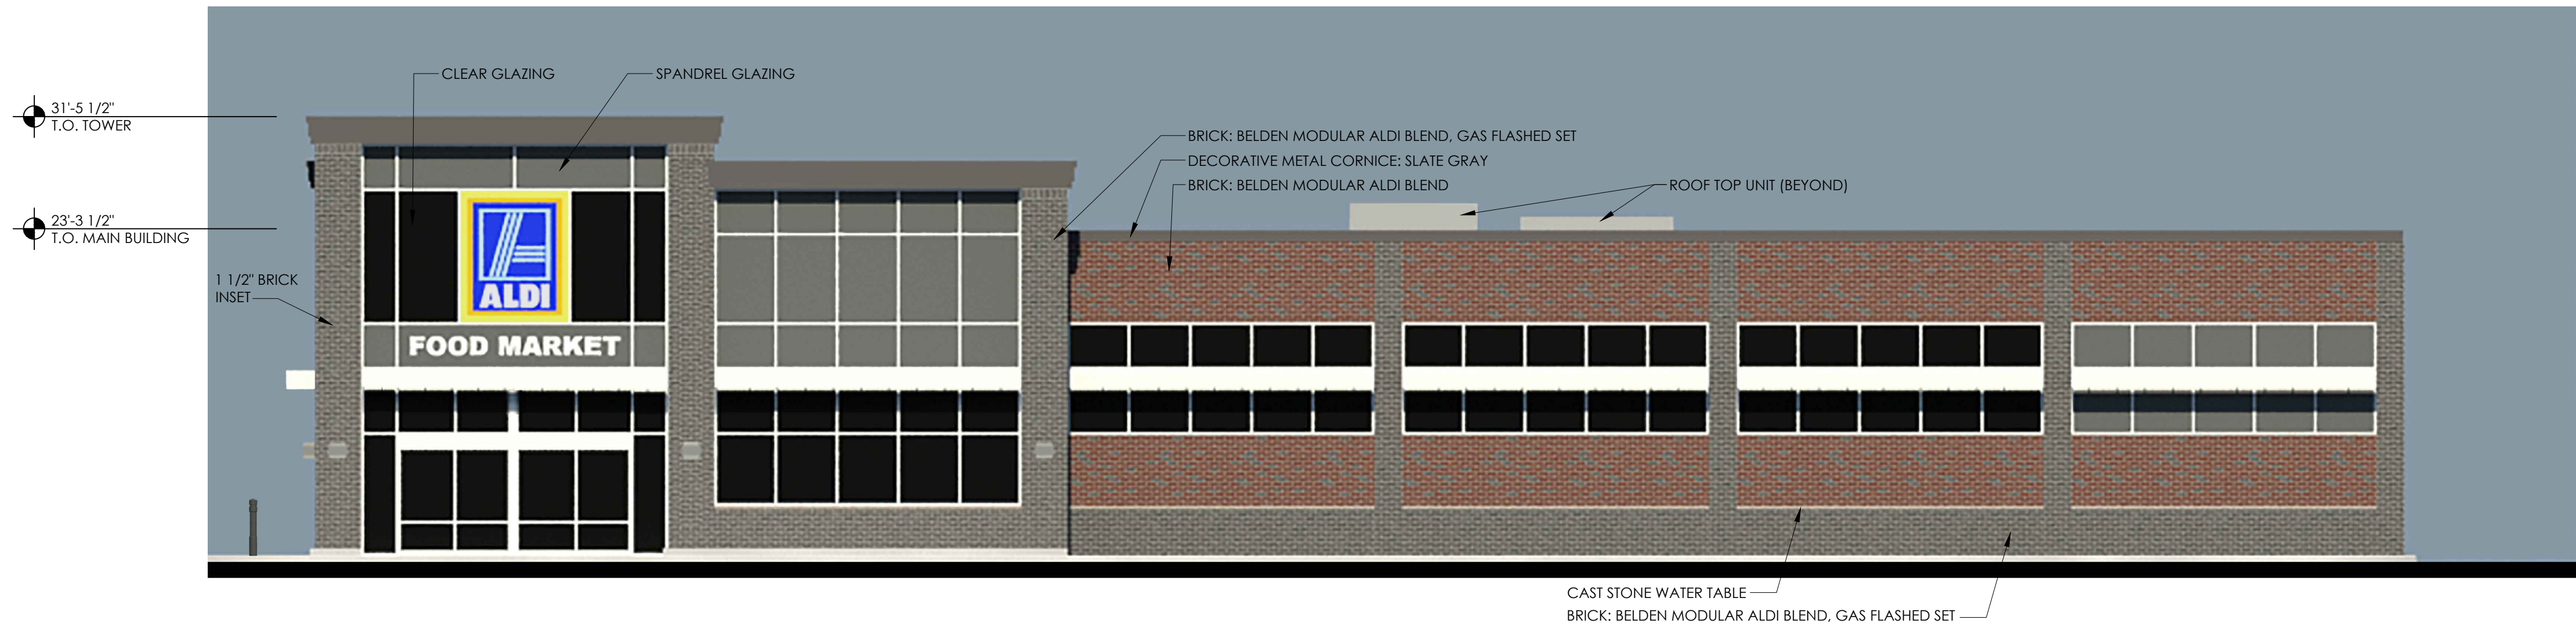 CLEAR GLAZING
SPANDREL GLAZING
31'-5 1/2"
T.O. TOWER
BRICK: BELDEN MODULAR ALDI BLEND, GAS FLASHED SET
DECORATIVE METAL CORNICE: SLATE GRAY
BRICK: BELDEN MODULAR ALDI BLEND
ROOF TOP UNIT (BEYOND)
23'-3 1/2"
T.O. MAIN BUILDING
1 1/2" BRICK
INSET
ALDI
FOOD MARKET
CAST STONE WATER TABLE
BRICK: BELDEN MODULAR ALDI BLEND, GAS FLASHED SET